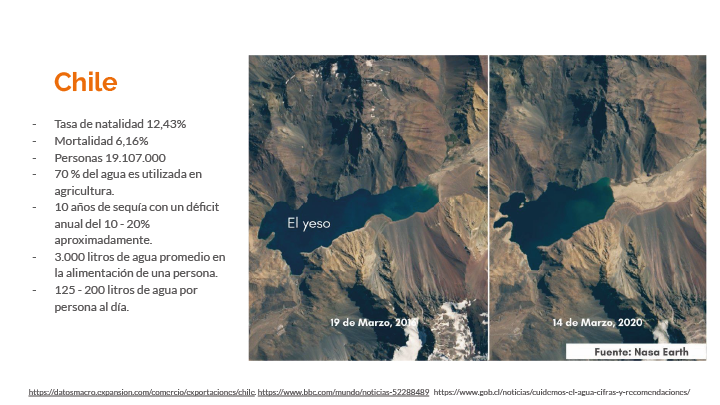 Chile
- Tasa de natalidad 12,43%
- Mortalidad 6,16%
- Personas 19.107.000
- 70 % del agua es utilizada en
agricultura.
- 10 años de sequía con un déficit
anual del 10 - 20%
aproximadamente.
- 3.000 litros de agua promedio en
la alimentación de una persona.
- 125 - 200 litros de agua por
persona al día.
El yeso
19 de Marzo,
14 de Marzo, 2020
Fuente: Nasa Earth
https://datosmacro.expansion.com/comercio/exportaciones/chile, https://www.bbc.com/mundo/noticias-52288489 https://www.gob.cl/noticias/cuidemos-el-agua-cifras-y-recomendaciones/